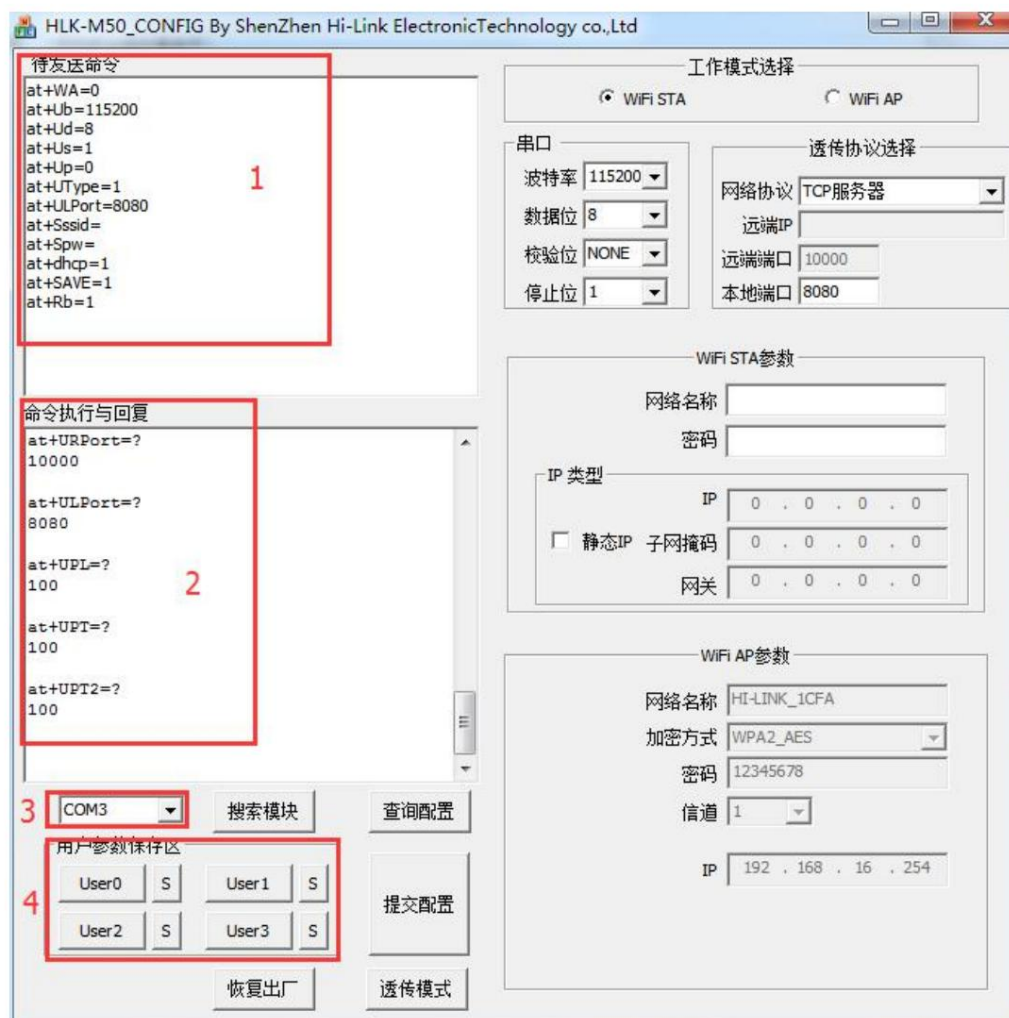 HLK-M50_CONFIG By ShenZhen Hi-Link ElectronicTechnology co.,Ltd
待发送命令
at+WA=0
at+Ub=115200
at+Ud=8
at+Us=1
at+Up=0
at+UType=1
at+ULPort=8080
at+Sssid=
at+Spw=
at+dhcp=1
at+SAVE=1
at+Rb=1
1
命令执行与回复
at+URPort=?
10000
at+ULPort=?
8080
at+UPL=?
100
at+UPT=?
100
at+UPT2=?
100
2
3
COM3
搜索模块
查询配置
用户参数保存区
4
User0 S User1 S
User2 S User3 S
提交配置
恢复出厂
透传模式
工作模式选择
WiFi STA
WiFi AP
串口
波特率 115200
数据位 8
校验位 NONE
停止位 1
透传协议选择
网络协议 TCP服务器
远端IP
远端端口 10000
本地端口 8080
WiFi STA参数
网络名称
密码
IP 类型
IP 0 . 0 . 0 . 0
静态IP 子网掩码 0 . 0 . 0 . 0
网关 0 . 0 . 0 . 0
WiFi AP参数
网络名称 HI-LINK_1CFA
加密方式 WPA2_AES
密码 12345678
信道 1
IP 192 . 168 . 16 . 254